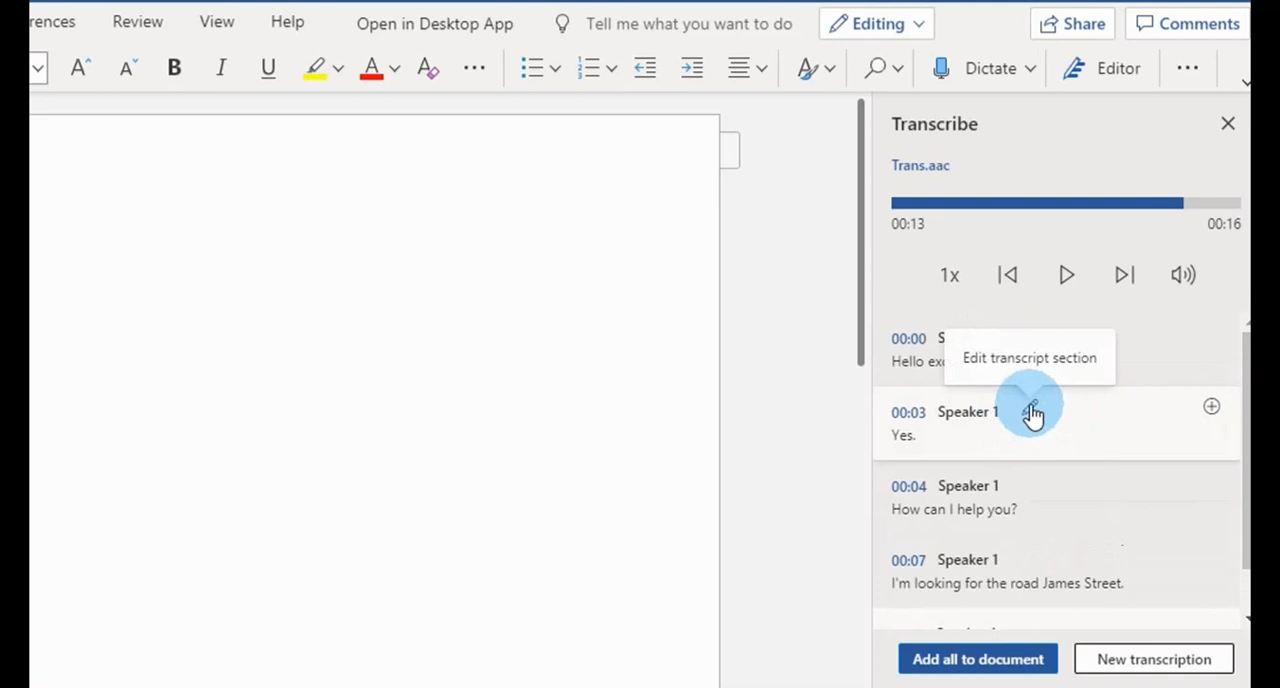 Review View Help Open in Desktop App Tell me what you want to do Editing Share Comments
A A B I U A A Dictate Editor
Transcribe
Trans.aac
00:13 00:16
1x
00:00
Hello
Edit transcript section
00:03 Speaker 1
Yes.
00:04 Speaker 1
How can I help you?
00:07 Speaker 1
I'm looking for the road James Street.
Add all to document New transcription